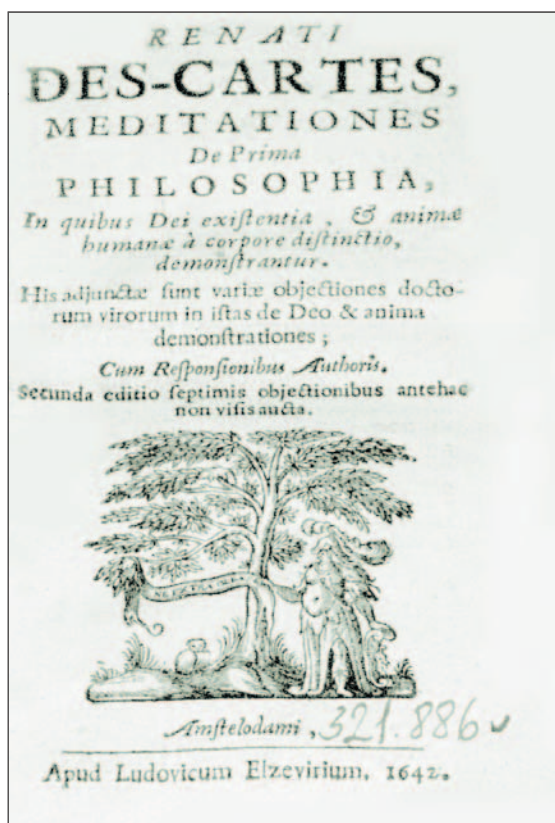 RENATI
DES-CARTES,
MEDITATIONES
De Prima
PHILOSOPHIA,
In quibus Dei exiſtentia, & animæ
humanæ à corpore diſtinctio,
demonſtrantur.
His adjunctæ ſunt variæ objectiones docto-
rum virorum in iſtas de Deo & anima
demonſtrationes ;
Cum Reſponſionibus Authoris.
Secunda editio ſeptimis objectionibus antehac
non viſis aucta.
Amſtelodami , 321.886
Apud Ludovicum Elzevirium. 1642.